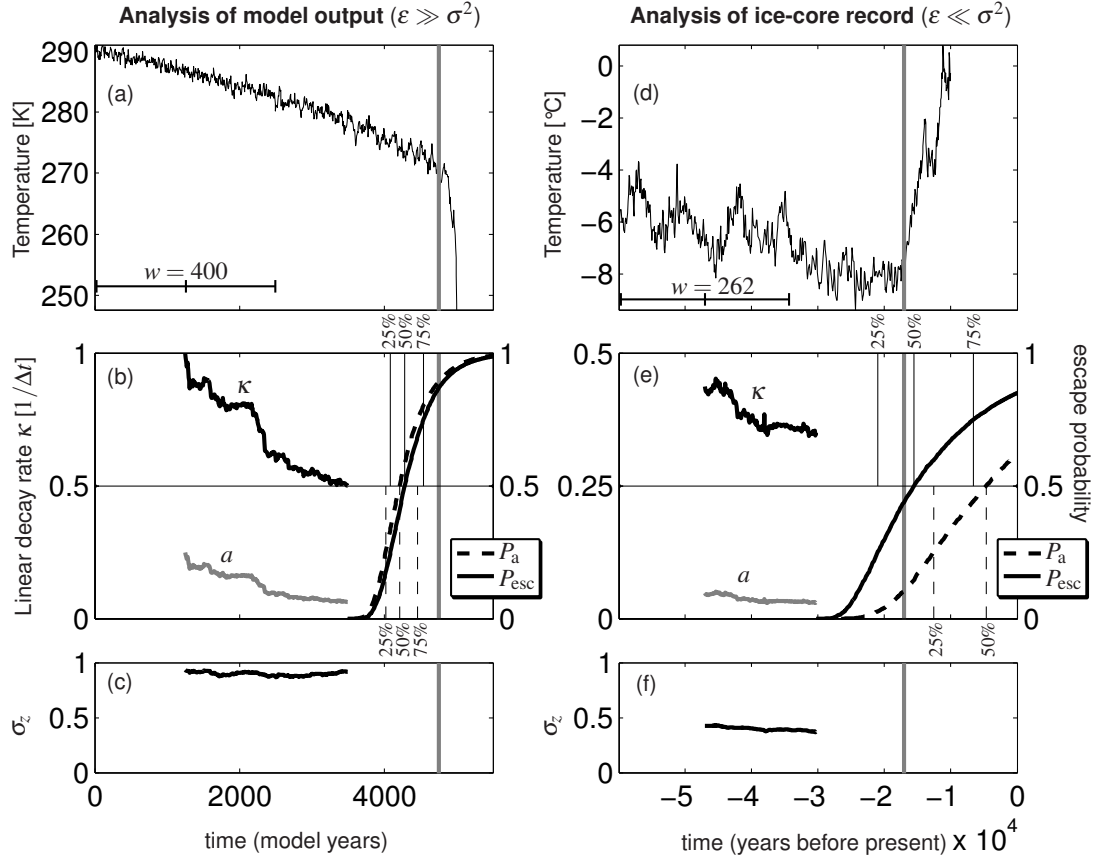 Analysis of model output (ε ≫ σ²)
Analysis of ice-core record (ε ≪ σ²)
290
280
270
260
250
Temperature [K]
(a)
w = 400
0
−2
−4
−6
−8
Temperature [°C]
(d)
w = 262
25%
50%
75%
25%
50%
75%
1
0.5
0
Linear decay rate κ [1/Δt]
(b)
κ
a
1
0.5
0
P_a
P_esc
25%
50%
75%
0.5
0.25
0
(e)
κ
a
1
0.5
0
escape probability
P_a
P_esc
25%
50%
1
0.5
0
σ_z
(c)
0
2000
4000
time (model years)
1
0.5
0
σ_z
(f)
−6
−5
−4
−3
−2
−1
0
time (years before present)
x 10⁴